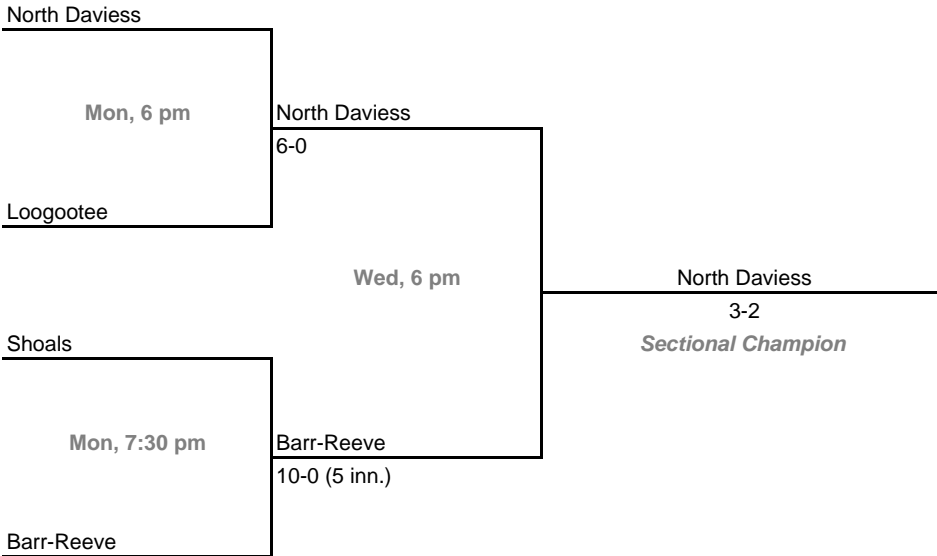 North Daviess
Mon, 6 pm
North Daviess
6-0
Loogootee
Wed, 6 pm
North Daviess
3-2
Sectional Champion
Shoals
Mon, 7:30 pm
Barr-Reeve
10-0 (5 inn.)
Barr-Reeve